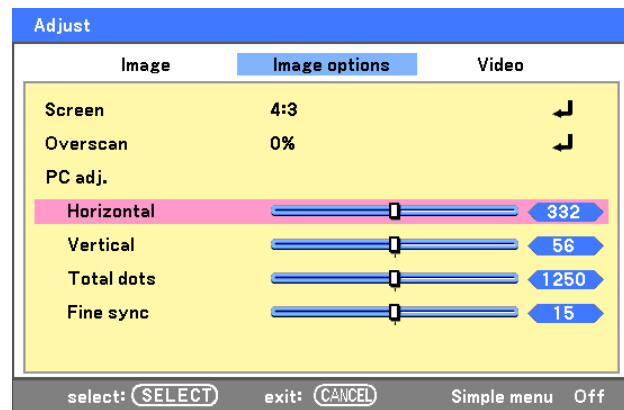 Adjust
Image Image options Video
Screen 4:3
Overscan 0%
PC adj.
Horizontal 332
Vertical 56
Total dots 1250
Fine sync 15
select: SELECT exit: CANCEL Simple menu Off